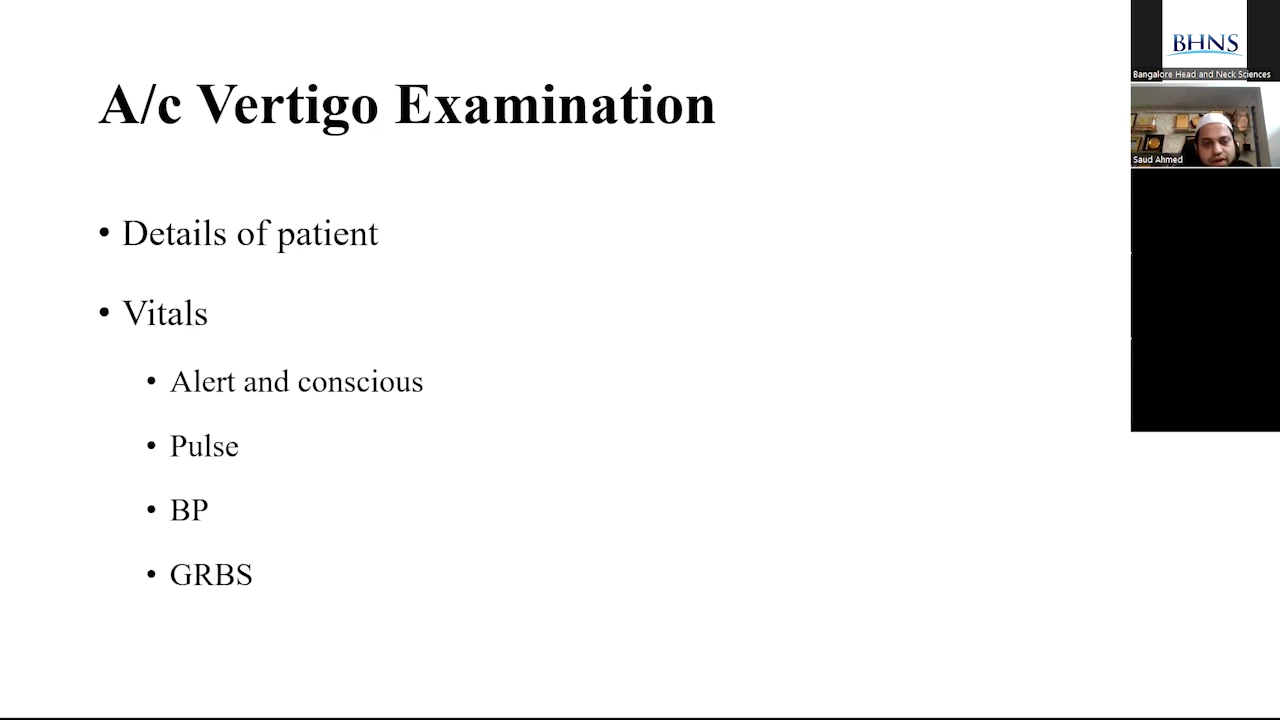 A/c Vertigo Examination
• Details of patient
• Vitals
• Alert and conscious
• Pulse
• BP
• GRBS
BHNS
Bangalore Head and Neck Sciences
Saud Ahmed